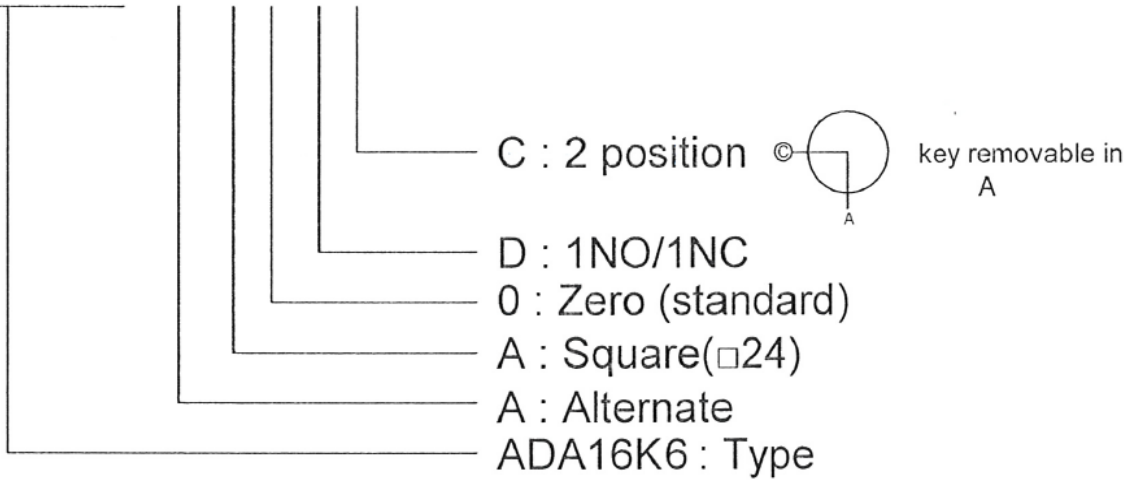 C : 2 position © key removable in
A
A
D : 1NO/1NC
0 : Zero (standard)
A : Square(□24)
A : Alternate
ADA16K6 : Type